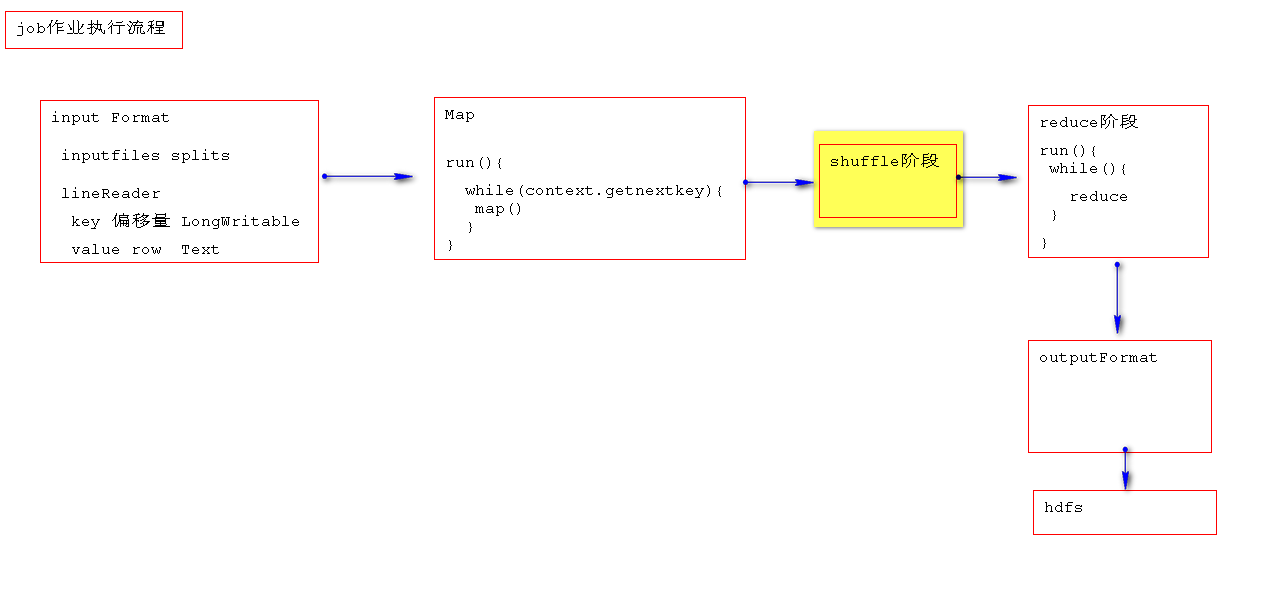 job作业执行流程
input Format
inputfiles splits
lineReader
key 偏移量 LongWritable
value row Text
Map
run(){
while(context.getnextkey){
map()
}
}
shuffle阶段
reduce阶段
run(){
while(){
reduce
}
}
outputFormat
hdfs